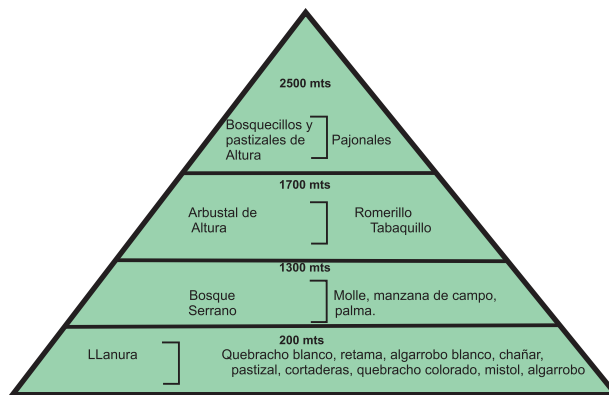 2500 mts
Bosquecillos y
pastizales de
Altura
Pajonales
1700 mts
Arbustal de
Altura
Romerillo
Tabaquillo
1300 mts
Bosque
Serrano
Molle, manzana de campo,
palma.
200 mts
LLanura
Quebracho blanco, retama, algarrobo blanco, chañar,
pastizal, cortaderas, quebracho colorado, mistol, algarrobo